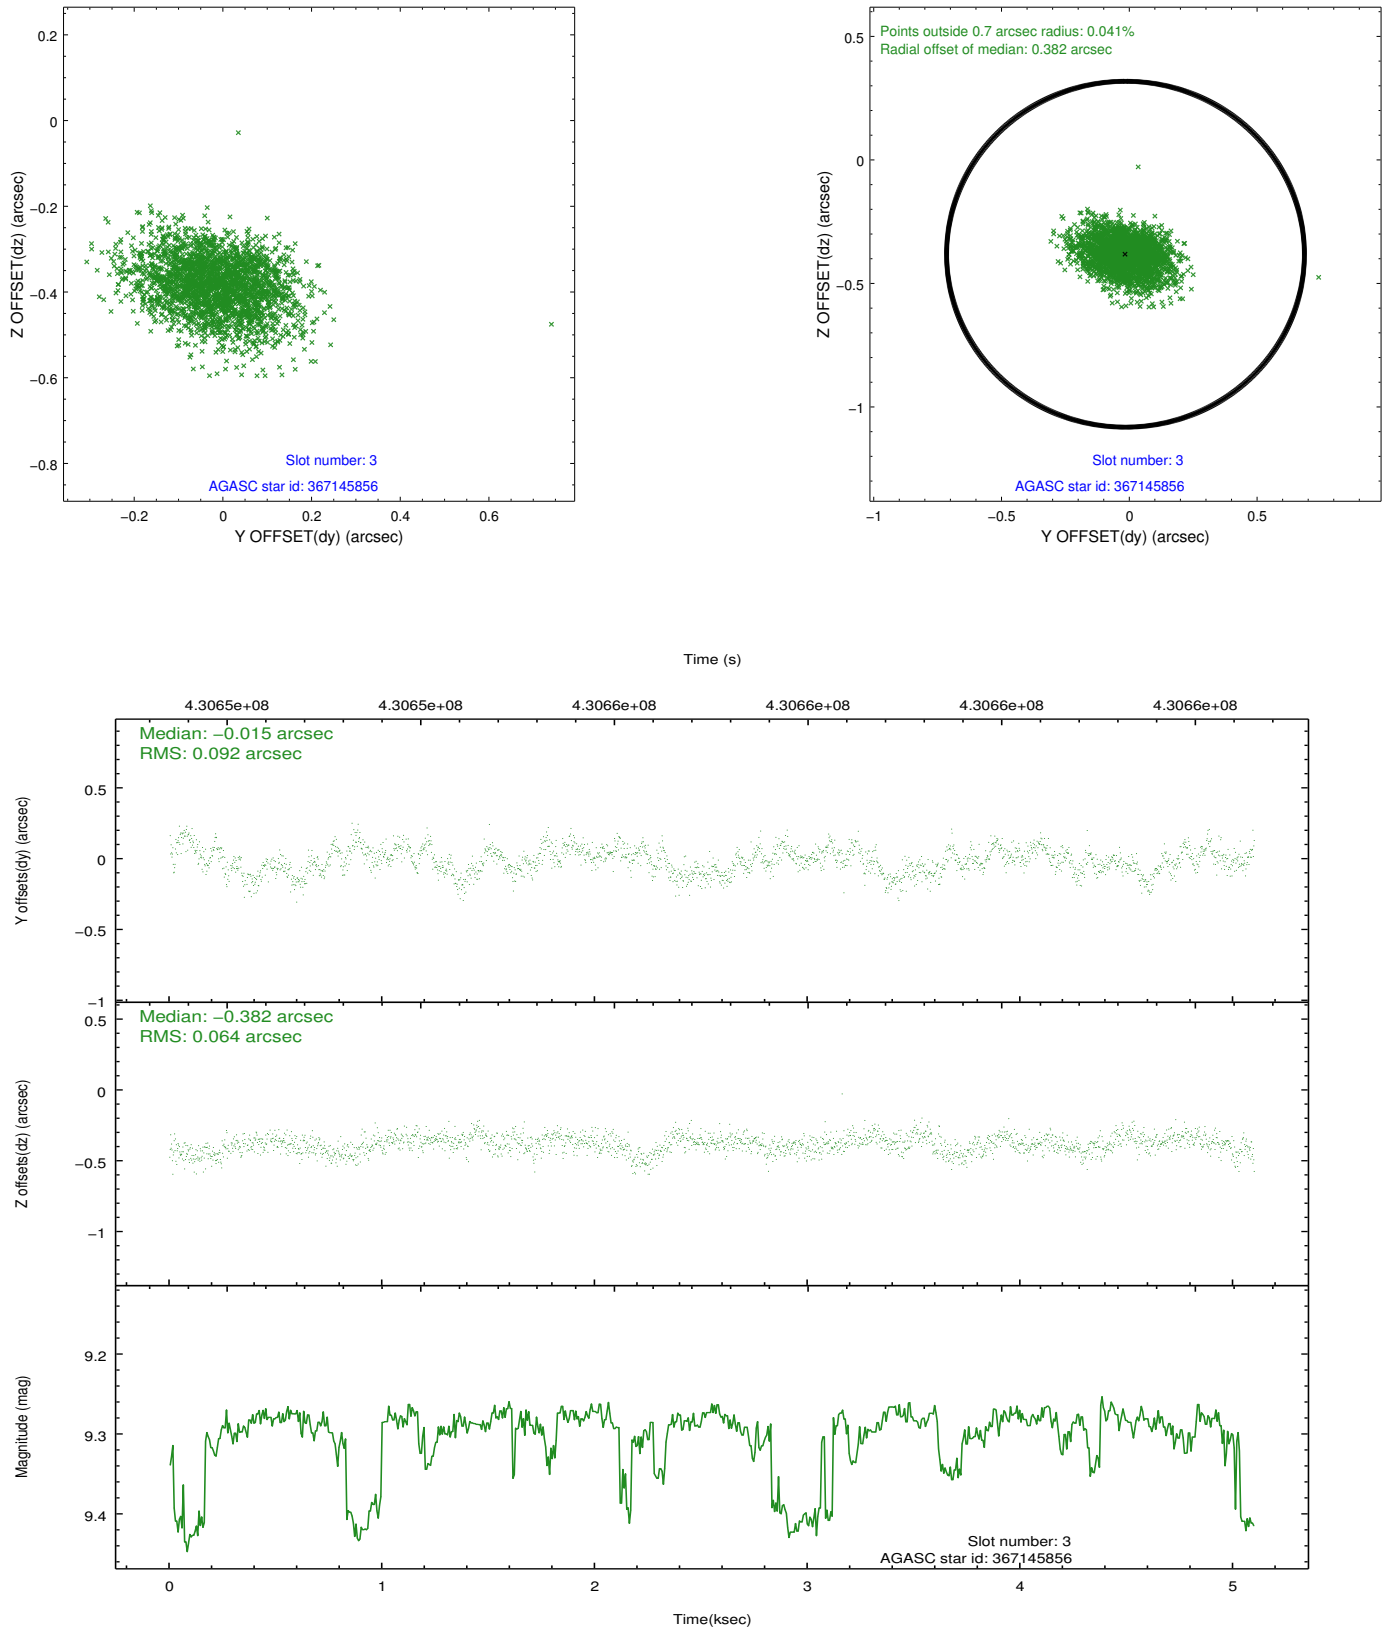 0.2
0
−0.2
−0.4
−0.6
−0.8
Z OFFSET(dz) (arcsec)
Slot number: 3
AGASC star id: 367145856
−0.2 0 0.2 0.4 0.6
Y OFFSET(dy) (arcsec)
Points outside 0.7 arcsec radius: 0.041%
Radial offset of median: 0.382 arcsec
0.5
0
−0.5
−1
Z OFFSET(dz) (arcsec)
Slot number: 3
AGASC star id: 367145856
−1 −0.5 0 0.5
Y OFFSET(dy) (arcsec)
Time (s)
4.3065e+08 4.3065e+08 4.3066e+08 4.3066e+08 4.3066e+08 4.3066e+08
Median: −0.015 arcsec
RMS: 0.092 arcsec
0.5
0
−0.5
−1
Y offsets(dy) (arcsec)
Median: −0.382 arcsec
RMS: 0.064 arcsec
0.5
0
−0.5
−1
Z offsets(dz) (arcsec)
9.2
9.3
9.4
Magnitude (mag)
Slot number: 3
AGASC star id: 367145856
0 1 2 3 4 5
Time(ksec)